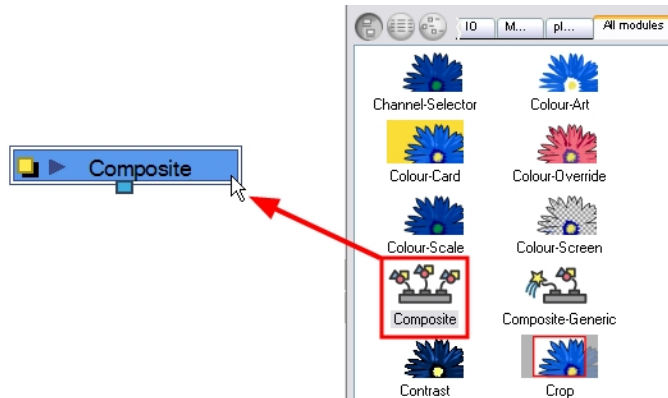 IO M... pl... All modules
Channel-Selector Colour-Art
Composite
Colour-Card Colour-Override
Colour-Scale Colour-Screen
Composite Composite-Generic
Contrast Crop